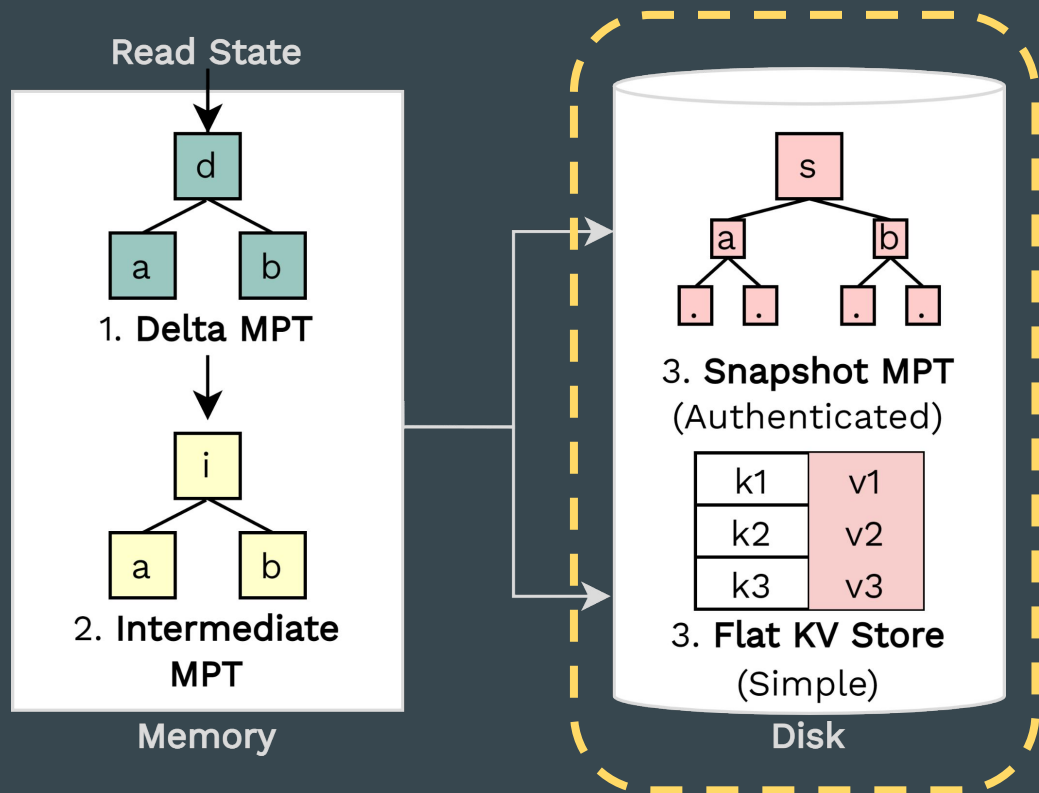 Read State
d
a b
1. Delta MPT
i
a b
2. Intermediate
MPT
Memory
s
a b
. . . .
3. Snapshot MPT
(Authenticated)
k1 v1
k2 v2
k3 v3
3. Flat KV Store
(Simple)
Disk